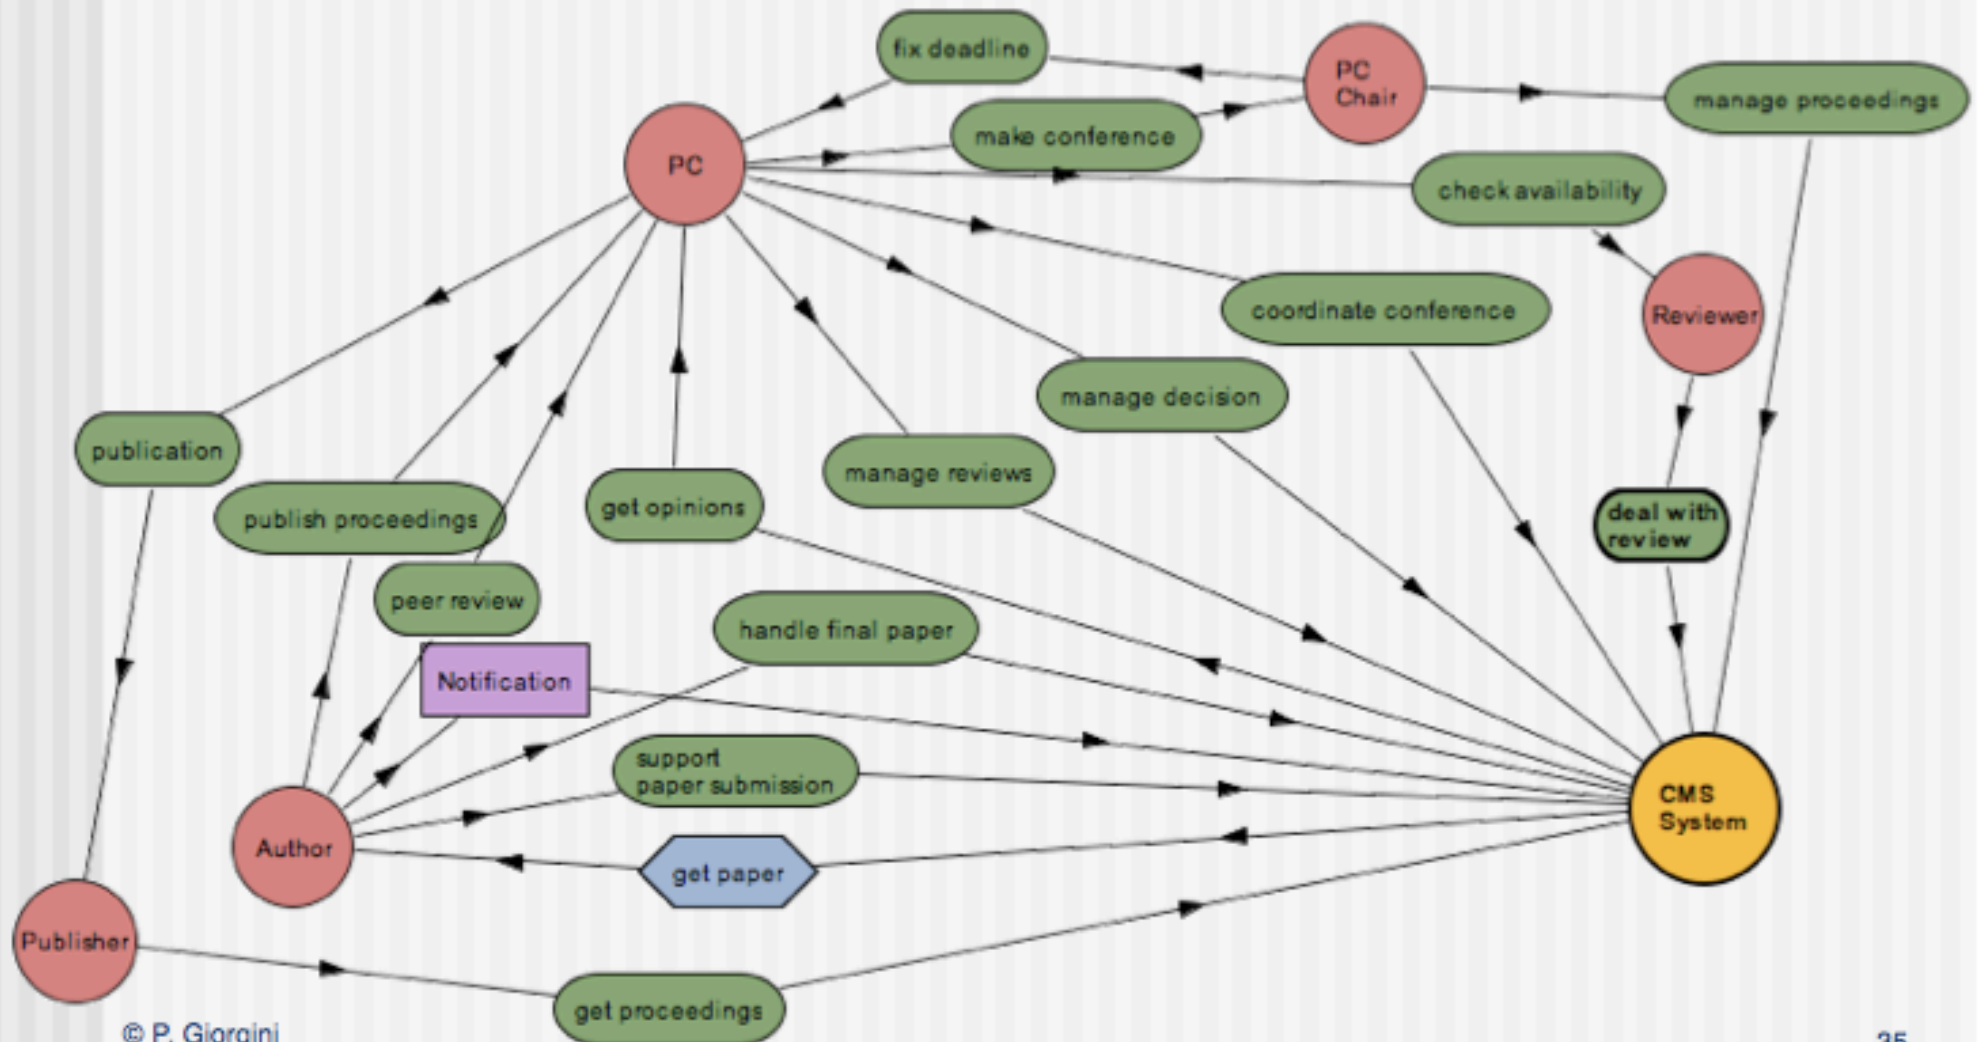 fix deadline
PC
Chair
manage proceedings
make conference
PC
check availability
coordinate conference
Reviewer
manage decision
publication
manage reviews
get opinions
publish proceedings
deal with
review
peer review
handle final paper
Notification
support
paper submission
CMS
System
Author
get paper
Publisher
get proceedings
© P. Giorgini
35